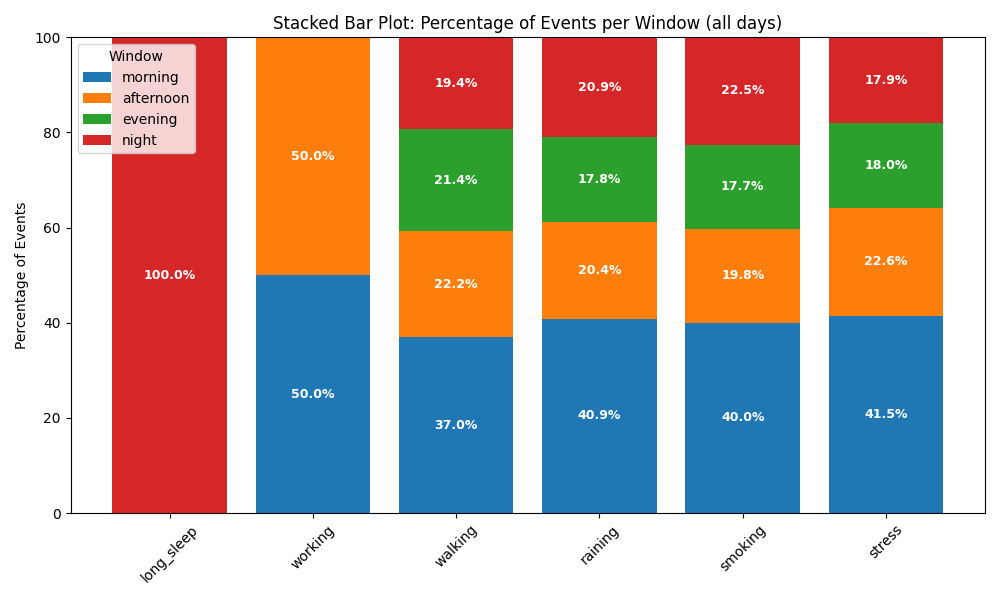 Stacked Bar Plot: Percentage of Events per Window (all days)
Percentage of Events
100
80
60
40
20
0
Window
morning
afternoon
evening
night
100.0%
50.0%
50.0%
19.4%
21.4%
22.2%
37.0%
20.9%
17.8%
20.4%
40.9%
22.5%
17.7%
19.8%
40.0%
17.9%
18.0%
22.6%
41.5%
long_sleep
working
walking
raining
smoking
stress